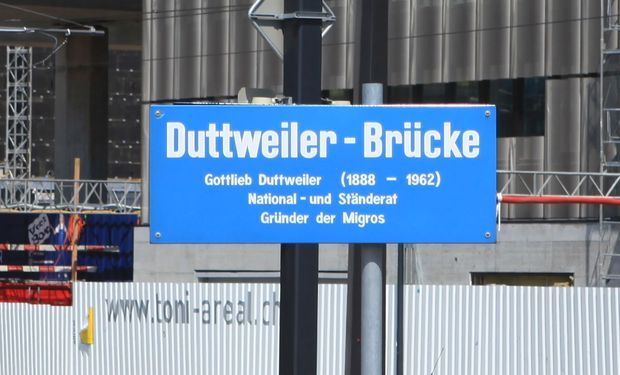 Duttweiler - Brücke
Gottlieb Duttweiler (1888 – 1962)
National - und Ständerat
Gründer der Migros
www.toni-areal.ch